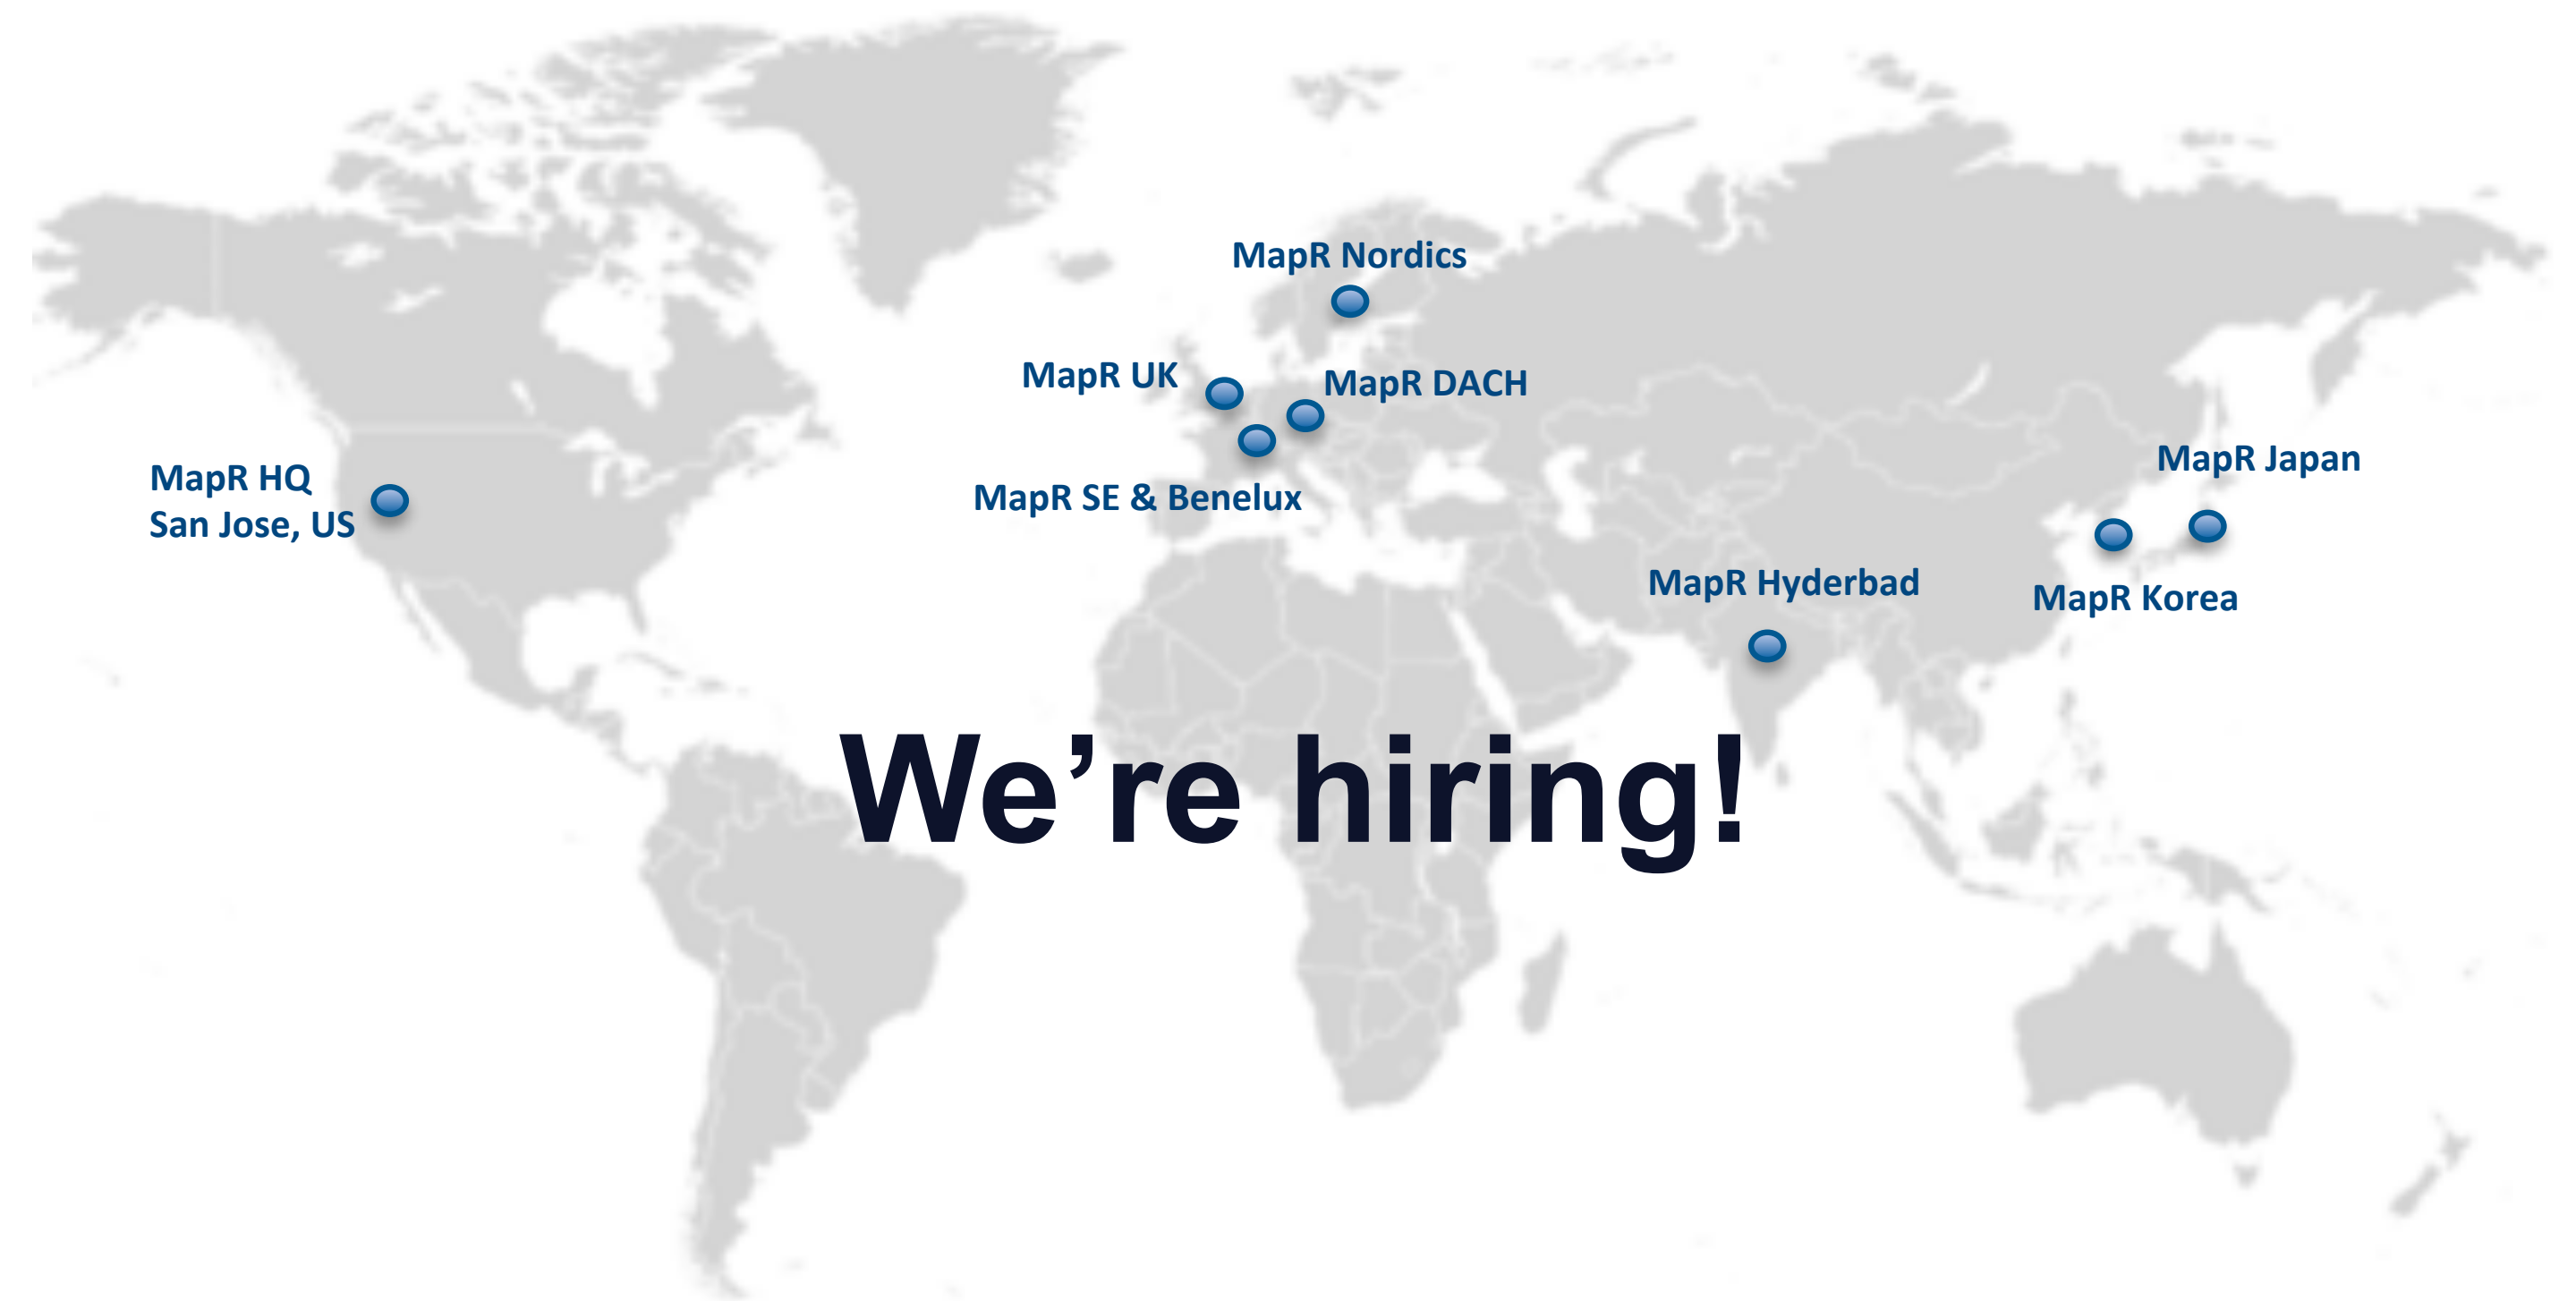 MapR Nordics
MapR UK
MapR DACH
MapR HQ
San Jose, US
MapR SE & Benelux
MapR Japan
MapR Hyderbad
MapR Korea
We’re hiring!